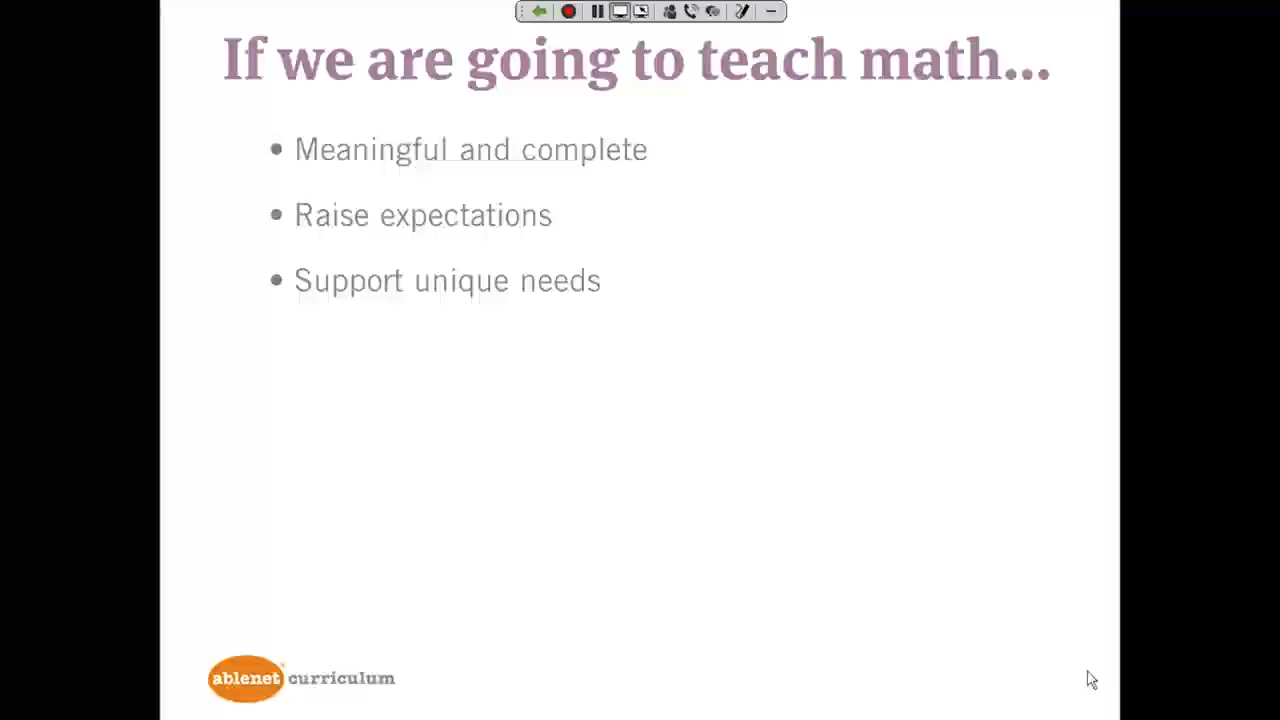 If we are going to teach math...
• Meaningful and complete
• Raise expectations
• Support unique needs
ablenet curriculum